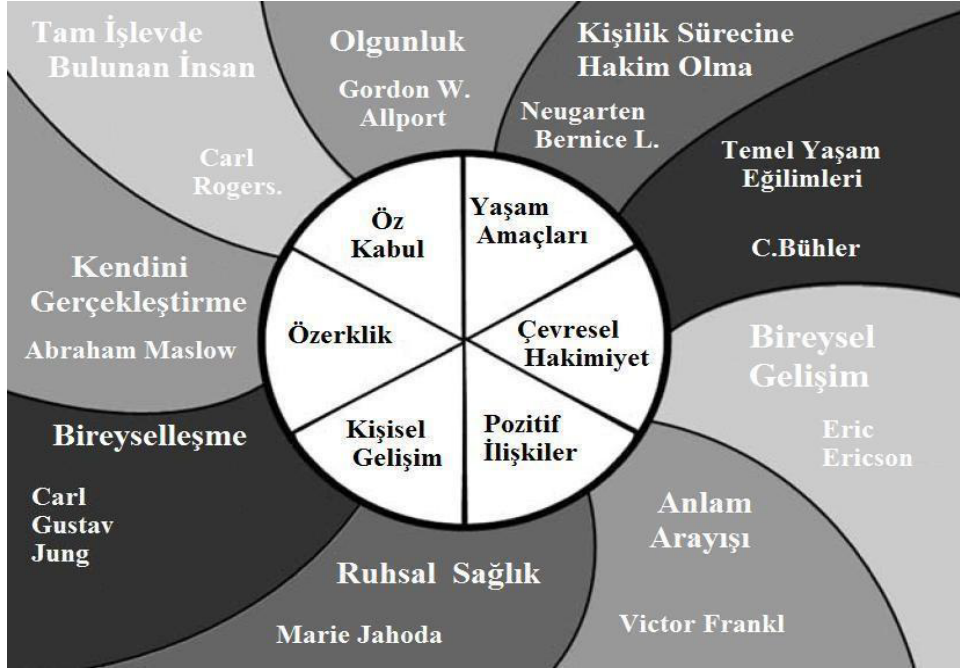 Tam İşlevde
Bulunan İnsan
Carl
Rogers.
Olgunluk
Gordon W.
Allport
Kişilik Sürecine
Hakim Olma
Neugarten
Bernice L.
Temel Yaşam
Eğilimleri
C.Bühler
Bireysel
Gelişim
Eric
Ericson
Anlam
Arayışı
Victor Frankl
Ruhsal Sağlık
Marie Jahoda
Bireyselleşme
Carl
Gustav
Jung
Kendini
Gerçekleştirme
Abraham Maslow
Öz
Kabul
Yaşam
Amaçları
Çevresel
Hakimiyet
Pozitif
İlişkiler
Kişisel
Gelişim
Özerklik